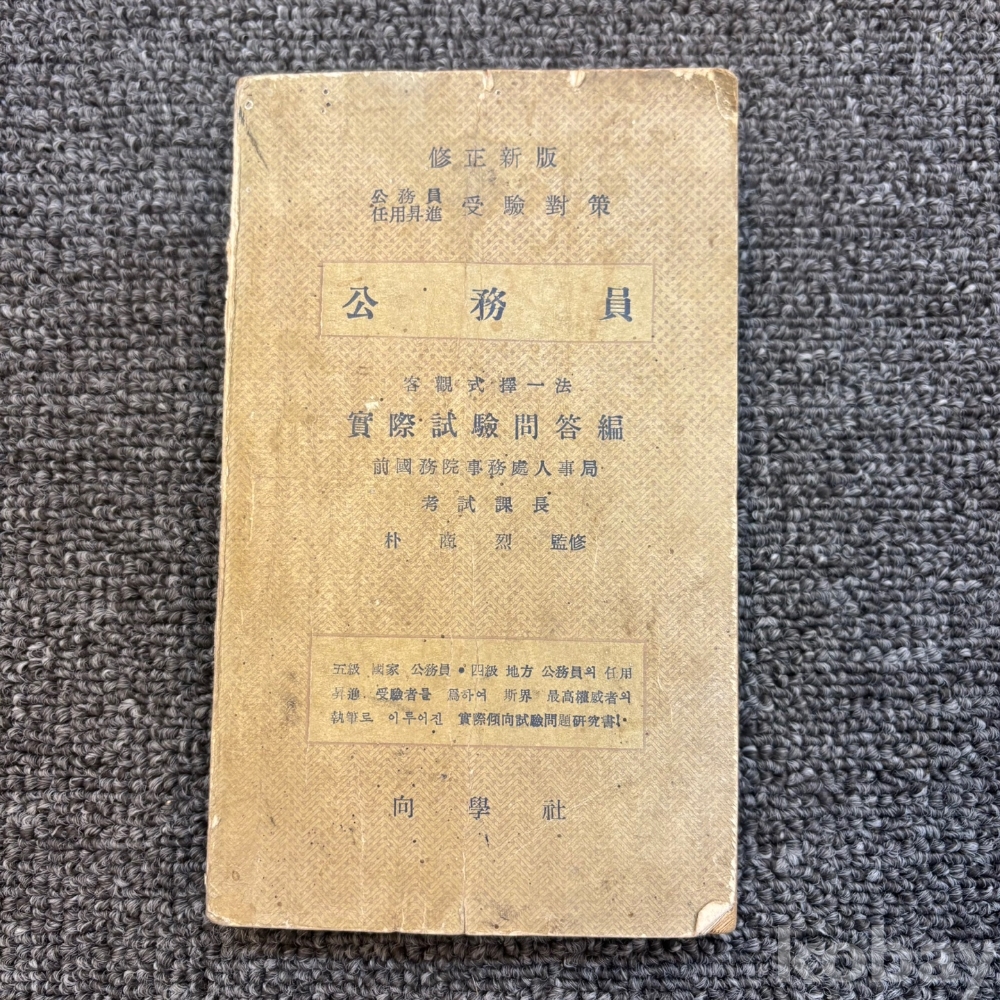 修正新版
公務員
任用昇進 受驗對策
公務員
客觀式擇一法
實際試驗問答編
前國務院事務處人事局
考試課長
朴 烈 監修
五級 國家 公務員・四級 地方 公務員의 任用
昇進, 受驗者를 爲하여 斯界 最高權威者의
執筆로 이루어진 實際傾向試驗問題硏究書!
向學社
kobay